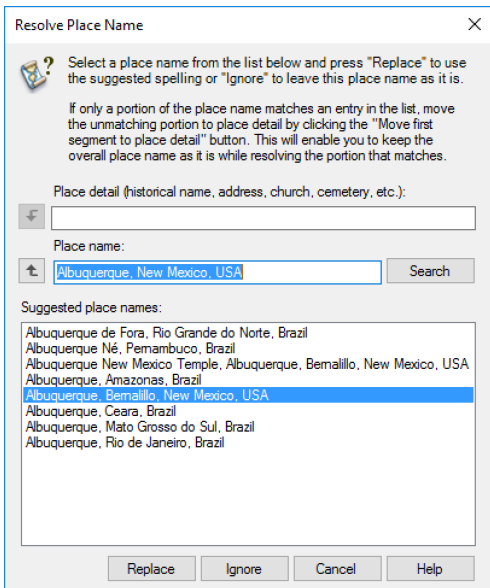 Resolve Place Name
Select a place name from the list below and press "Replace" to use
the suggested spelling or "Ignore" to leave this place name as it is.
If only a portion of the place name matches an entry in the list, move
the unmatching portion to place detail by clicking the "Move first
segment to place detail" button. This will enable you to keep the
overall place name as it is while resolving the portion that matches.
Place detail (historical name, address, church, cemetery, etc.):
Place name:
Albuquerque, New Mexico, USA
Search
Suggested place names:
Albuquerque de Fora, Rio Grande do Norte, Brazil
Albuquerque Né, Pernambuco, Brazil
Albuquerque New Mexico Temple, Albuquerque, Bernalillo, New Mexico, USA
Albuquerque, Amazonas, Brazil
Albuquerque, Bernalillo, New Mexico, USA
Albuquerque, Ceara, Brazil
Albuquerque, Mato Grosso do Sul, Brazil
Albuquerque, Rio de Janeiro, Brazil
Replace
Ignore
Cancel
Help